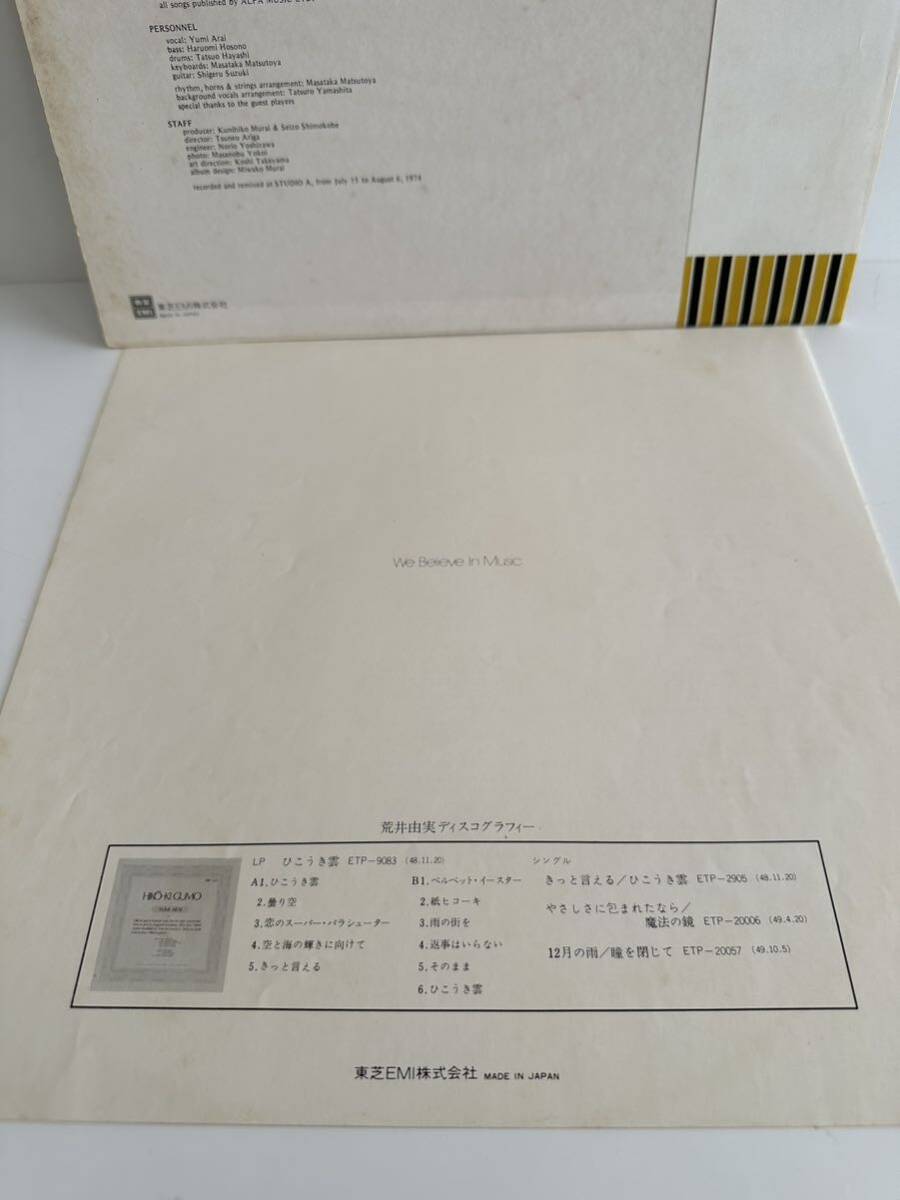 all songs published by ALFA MUSIC LTD.
PERSONNEL
vocal: Yumi Arai
bass: Haruomi Hosono
drums: Tatsuo Hayashi
keyboards: Masataka Matsutoya
guitar: Shigeru Suzuki
rhythm, horns & strings arrangement: Masataka Matsutoya
background vocals arrangement: Tatsuro Yamashita
special thanks to the guest players
STAFF
producer: Kunihiko Murai & Seizo Shimokobe
director: Tsuneo Ariga
engineer: Norio Yoshizawa
photo: Masanobu Yokoi
art direction: Koshi Takayama
album design: Miwako Murai
recorded and remixed at STUDIO A, from July 15 to August 6, 1974
東芝 EMI
東芝EMI株式会社
MADE IN JAPAN
We Believe In Music
荒井由実ディスコグラフィー
HIKŌ-KI GUMO
YUMI ARAI
LP ひこうき雲 ETP-9083 (48.11.20)
A1.ひこうき雲
2.曇り空
3.恋のスーパー・パラシューター
4.空と海の輝きに向けて
5.きっと言える
B1.ベルベット・イースター
2.紙ヒコーキ
3.雨の街を
4.返事はいらない
5.そのまま
6.ひこうき雲
シングル
きっと言える/ひこうき雲 ETP-2905 (48.11.20)
やさしさに包まれたなら/
魔法の鏡 ETP-20006 (49.4.20)
12月の雨/瞳を閉じて ETP-20057 (49.10.5)
東芝EMI株式会社 MADE IN JAPAN